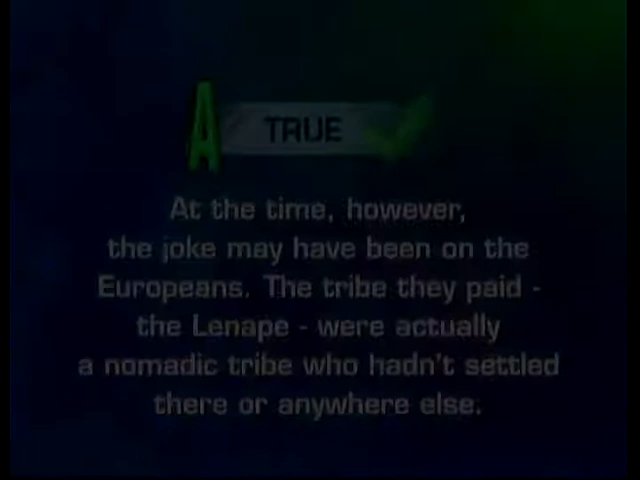 A TRUE
At the time, however,
the joke may have been on the
Europeans. The tribe they paid -
the Lenape - were actually
a nomadic tribe who hadn't settled
there or anywhere else.